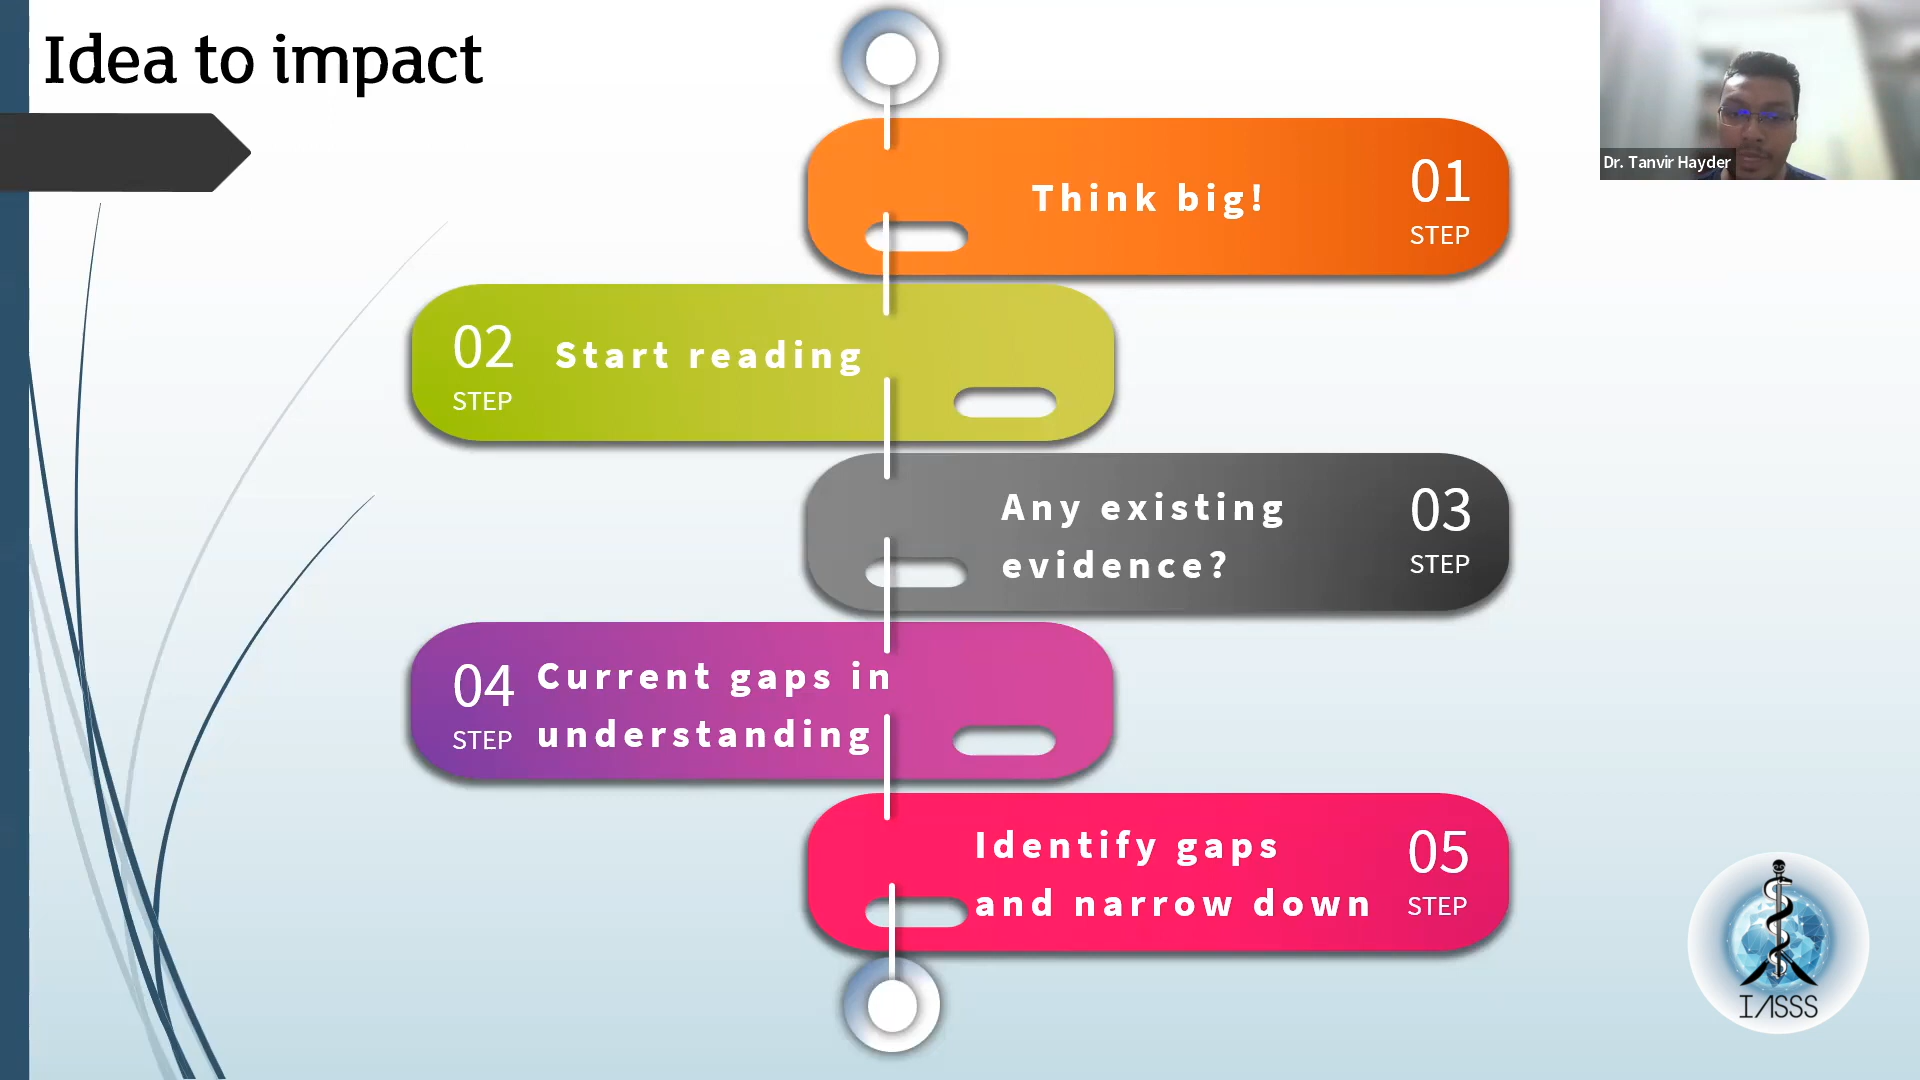 Idea to impact
Dr. Tanvir Hayder
Think big!
01
STEP
02
STEP
Start reading
Any existing
evidence?
03
STEP
04
STEP
Current gaps in
understanding
Identify gaps
and narrow down
05
STEP
IASSS